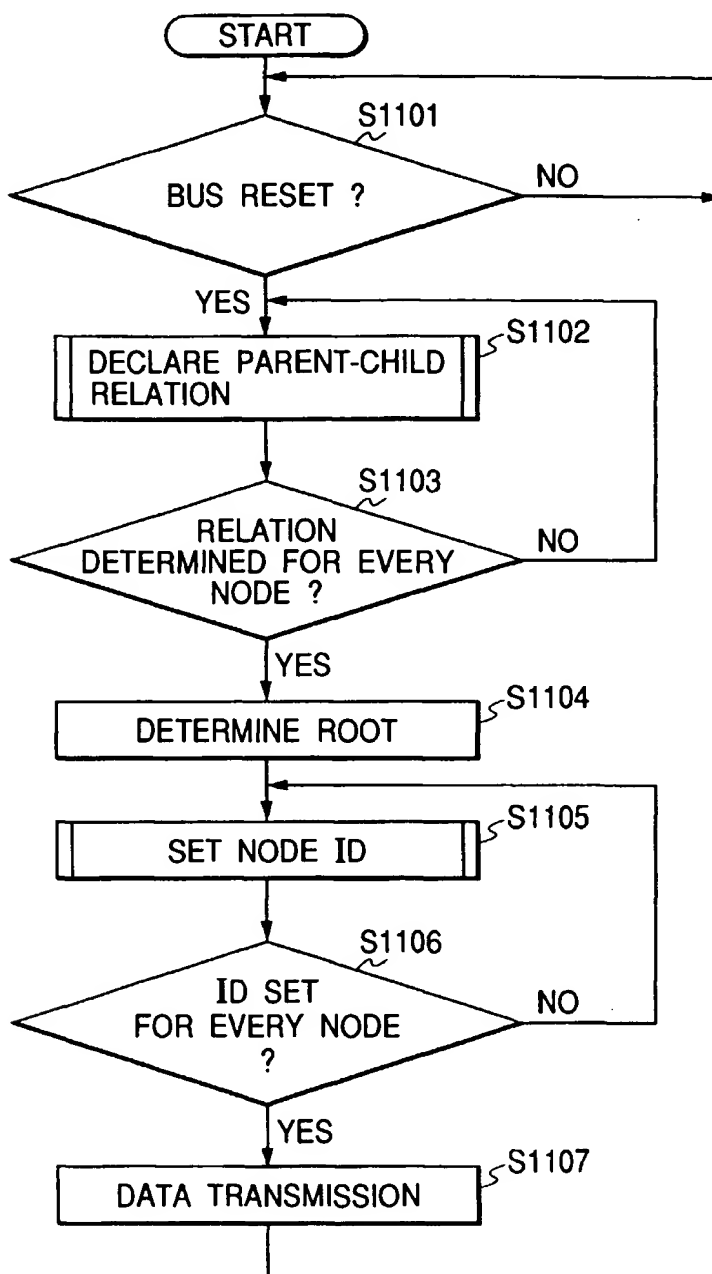 START
S1101
BUS RESET ?
NO
YES
S1102
DECLARE PARENT-CHILD
RELATION
S1103
RELATION
DETERMINED FOR EVERY
NODE ?
NO
YES
S1104
DETERMINE ROOT
S1105
SET NODE ID
S1106
ID SET
FOR EVERY NODE
?
NO
YES
S1107
DATA TRANSMISSION